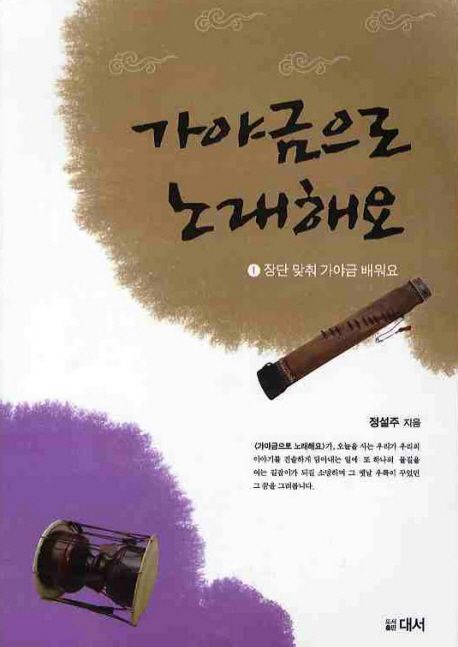 가야금으로
노래해요
1 장단 맞춰 가야금 배워요
정설주 지음
《가야금으로 노래해요》가, 오늘을 사는 우리가 우리의
이야기를 진솔하게 담아내는 일에 또 하나의 물길을
여는 길잡이가 되길 소망하며 그 옛날 우륵이 꾸었던
그 꿈을 그려봅니다.
도서출판 대서